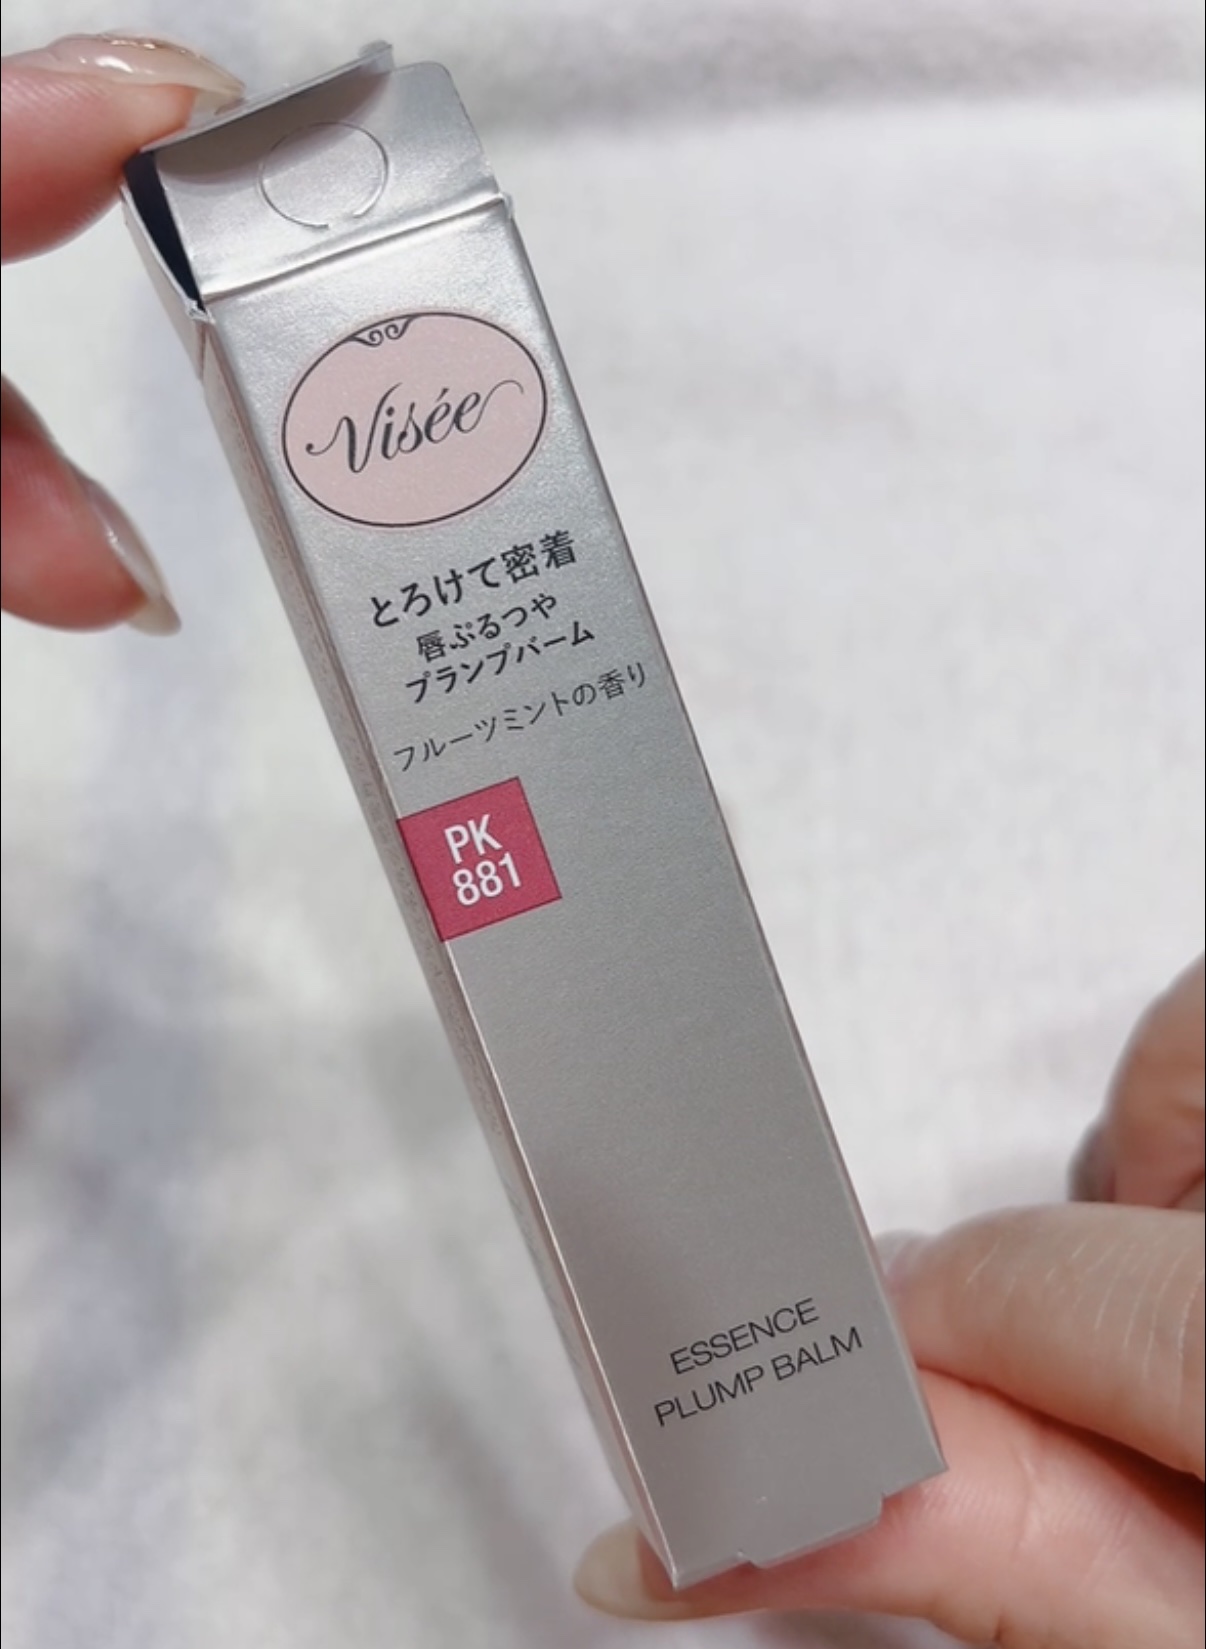 Visée
とろけて密着
唇ぷるつや
プランプバーム
フルーツミントの香り
PK
881
ESSENCE
PLUMP BALM